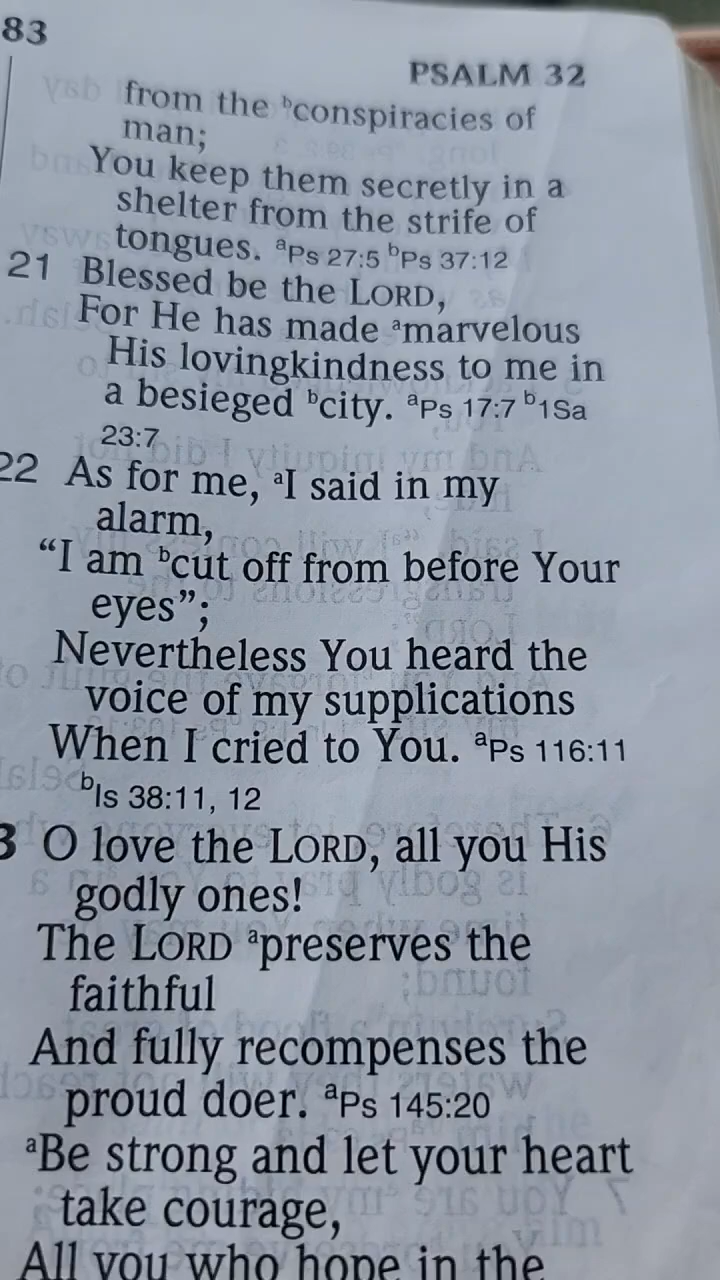 83
PSALM 32
from the ᵇconspiracies of
man;
You keep them secretly in a
shelter from the strife of
tongues. ᵃPs 27:5 ᵇPs 37:12
21 Blessed be the LORD,
For He has made ᵃmarvelous
His lovingkindness to me in
a besieged ᵇcity. ᵃPs 17:7 ᵇ1Sa
23:7
22 As for me, ᵃI said in my
alarm,
“I am ᵇcut off from before Your
eyes”;
Nevertheless You heard the
voice of my supplications
When I cried to You. ᵃPs 116:11
ᵇIs 38:11, 12
3 O love the LORD, all you His
godly ones!
The LORD ᵃpreserves the
faithful
And fully recompenses the
proud doer. ᵃPs 145:20
ᵃBe strong and let your heart
take courage,
All you who hope in the